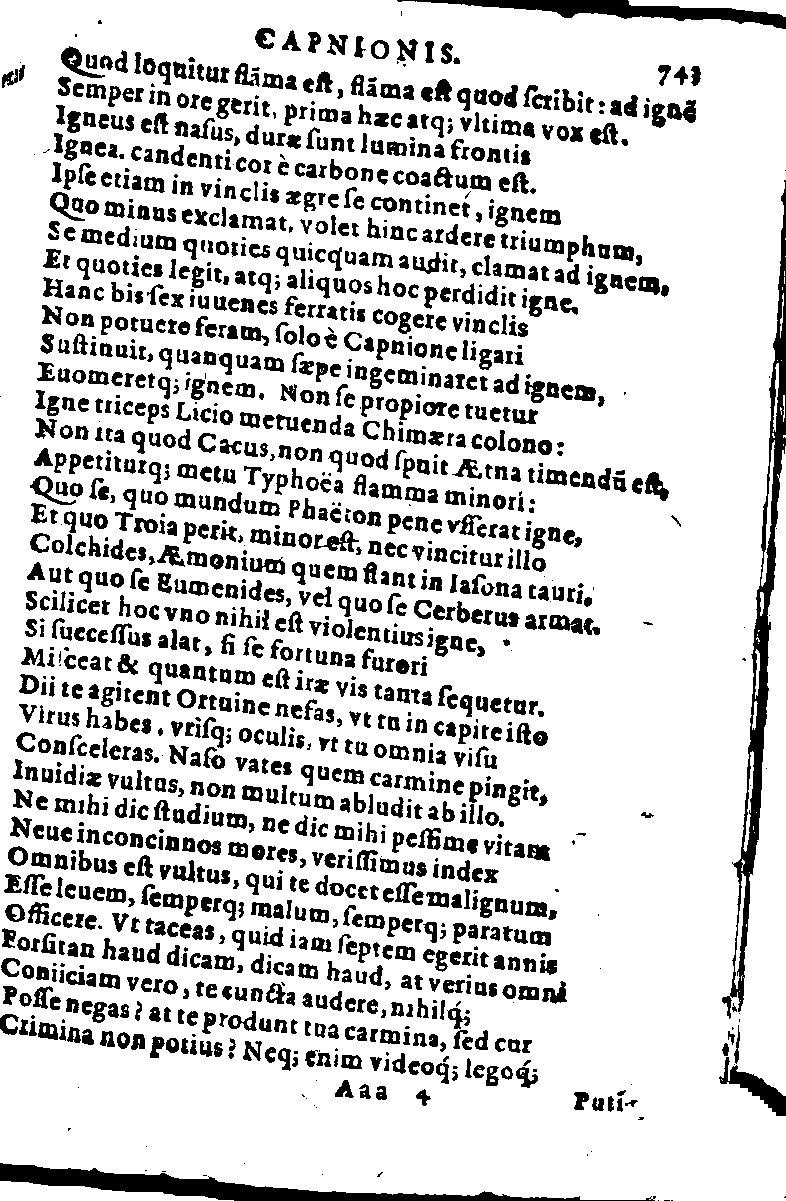 CAPNIONIS.
743
Quod loquitur flãma est, flãma est quod ſcribit: ad ignẽ
Semper in ore gerit, prima hæc atq; vltima vox eſt.
Igneus eſt naſus, duræ ſunt lumina frontis
Ignea. candenti cor è carbone coactum eſt.
Ipſe etiam in vinclis ægre ſe continet, ignem
Quo minus exclamat, volet hinc ardere triumphum,
Se medium quoties quicquam audit, clamat ad ignem,
Et quoties legit, atq; aliquos hoc perdidit igne.
Hanc bis ſex iuuenes ferratis cogere vinclis
Non potuere feram, ſolo è Capnione ligari
Suſtinuit, quanquam ſæpe ingeminaret ad ignem,
Euomeretq; ignem. Non ſe propiore tuetur
Igne triceps Licio metuenda Chimæra colono:
Non ita quod Cacus, non quod ſpuit Ætna timendũ eſt,
Appetiturq; metu Typhoëa flamma minori:
Quo ſe, quo mundum Phaëton pene vſſerat igne,
Et quo Troia perit, minor eſt, nec vincitur illo
Colchides, Æmonium quem flant in Iaſona tauri,
Aut quo ſe Eumenides, vel quo ſe Cerberus armat.
Scilicet hoc vno nihil eſt violentius igne,
Si ſucceſſus alat, ſi ſe fortuna furori
Miſceat & quantum eſt iræ vis tanta ſequetur.
Dii te agitent Ortuine nefas, vt tu in capite iſto
Virus habes, vriſq; oculis, vt tu omnia viſu
Conſceleras. Naſo vates quem carmine pingit,
Inuidiæ vultus, non multum abludit ab illo.
Ne mihi dic ſtudium, ne dic mihi peſſime vitam
Neue inconcinnos mores, veriſſimus index
Omnibus eſt vultus, qui te docet eſſe malignum,
Eſſe leuem, ſemperq; malum, ſemperq; paratum
Officere. Vt taceas, quid iam ſeptem egerit annis
Forſitan haud dicam, dicam haud, at verius omni
Coniiciam vero, te cuncta audere, nihilq́;
Poſſe negas? at te produnt tua carmina, ſed cur
Crimina non potius? Neq; enim videoq́; legoq́;
Aaa 4
Puti-